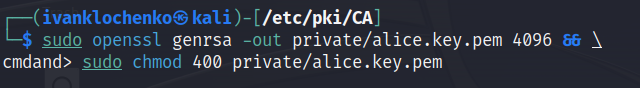 ┌──(ivanklochenko㉿kali)-[/etc/pki/CA]
└─$ sudo openssl genrsa -out private/alice.key.pem 4096 && \
cmdand> sudo chmod 400 private/alice.key.pem